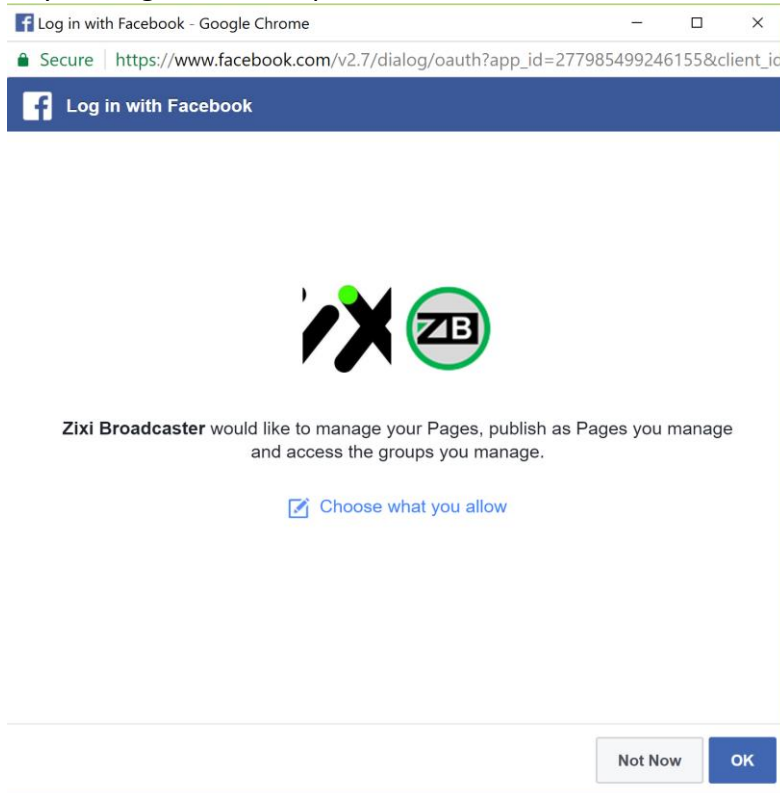 Log in with Facebook - Google Chrome
Secure https://www.facebook.com/v2.7/dialog/oauth?app_id=277985499246155&client_id
Log in with Facebook
ZB
Zixi Broadcaster would like to manage your Pages, publish as Pages you manage
and access the groups you manage.
Choose what you allow
Not Now OK